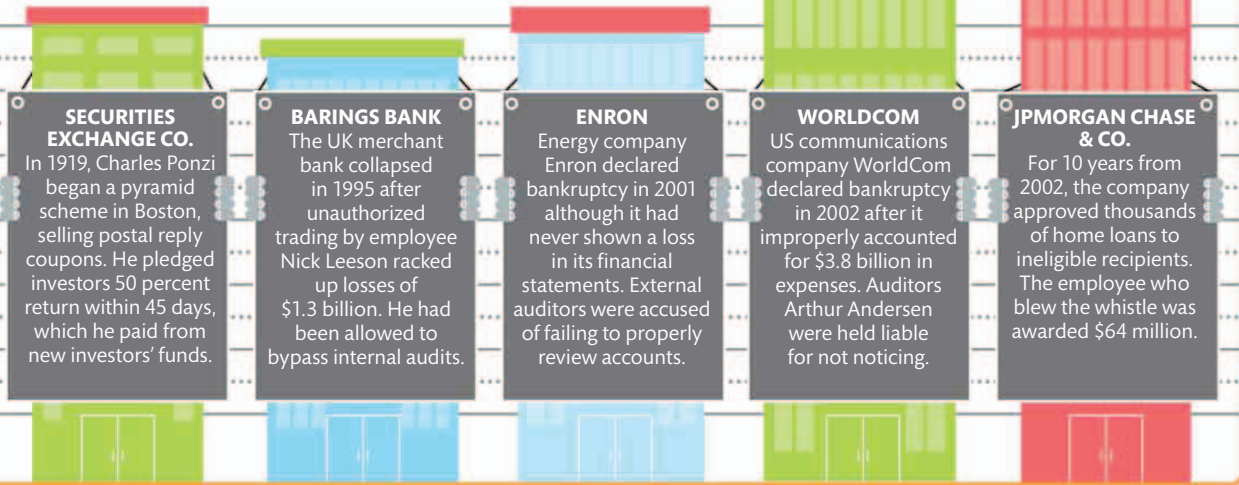 SECURITIES
EXCHANGE CO.
In 1919, Charles Ponzi
began a pyramid
scheme in Boston,
selling postal reply
coupons. He pledged
investors 50 percent
return within 45 days,
which he paid from
new investors’ funds.
BARINGS BANK
The UK merchant
bank collapsed
in 1995 after
unauthorized
trading by employee
Nick Leeson racked
up losses of
$1.3 billion. He had
been allowed to
bypass internal audits.
ENRON
Energy company
Enron declared
bankruptcy in 2001
although it had
never shown a loss
in its financial
statements. External
auditors were accused
of failing to properly
review accounts.
WORLDCOM
US communications
company WorldCom
declared bankruptcy
in 2002 after it
improperly accounted
for $3.8 billion in
expenses. Auditors
Arthur Andersen
were held liable
for not noticing.
JPMORGAN CHASE
& CO.
For 10 years from
2002, the company
approved thousands
of home loans to
ineligible recipients.
The employee who
blew the whistle was
awarded $64 million.